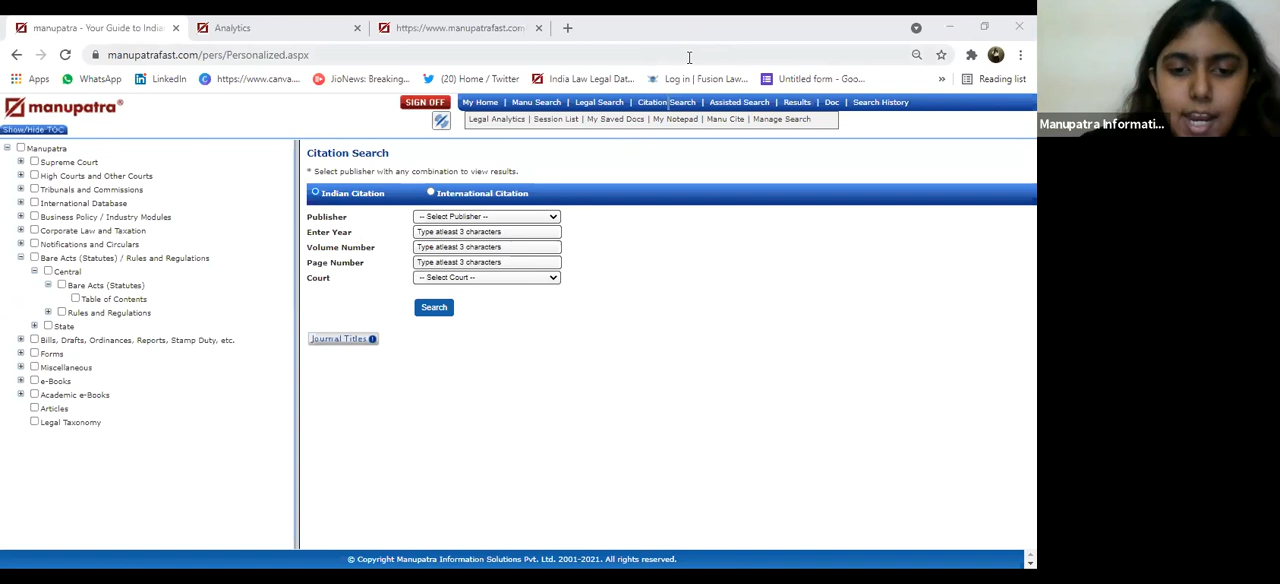 manupatra - Your Guide to India
Analytics
https://www.manupatrafast.com
manupatrafast.com/pers/Personalized.aspx
Apps
WhatsApp
LinkedIn
https://www.canva....
JioNews: Breaking...
(20) Home / Twitter
India Law Legal Dat...
Log in | Fusion Law...
Untitled form - Goo...
»
Reading list
manupatra®
SIGN OFF
My Home | Manu Search | Legal Search | Citation Search | Assisted Search | Results | Doc | Search History
Legal Analytics | Session List | My Saved Docs | My Notepad | Manu Cite | Manage Search
Show/Hide TOC
Manupatra
Supreme Court
High Courts and Other Courts
Tribunals and Commissions
International Database
Business Policy / Industry Modules
Corporate Law and Taxation
Notifications and Circulars
Bare Acts (Statutes) / Rules and Regulations
Central
Bare Acts (Statutes)
Table of Contents
Rules and Regulations
State
Bills, Drafts, Ordinances, Reports, Stamp Duty, etc.
Forms
Miscellaneous
e-Books
Academic e-Books
Articles
Legal Taxonomy
Citation Search
* Select publisher with any combination to view results.
Indian Citation
International Citation
Publisher
-- Select Publisher --
Enter Year
Type atleast 3 characters
Volume Number
Type atleast 3 characters
Page Number
Type atleast 3 characters
Court
-- Select Court --
Search
Journal Titles
© Copyright Manupatra Information Solutions Pvt. Ltd. 2001-2021. All rights reserved.
Manupatra Informati...